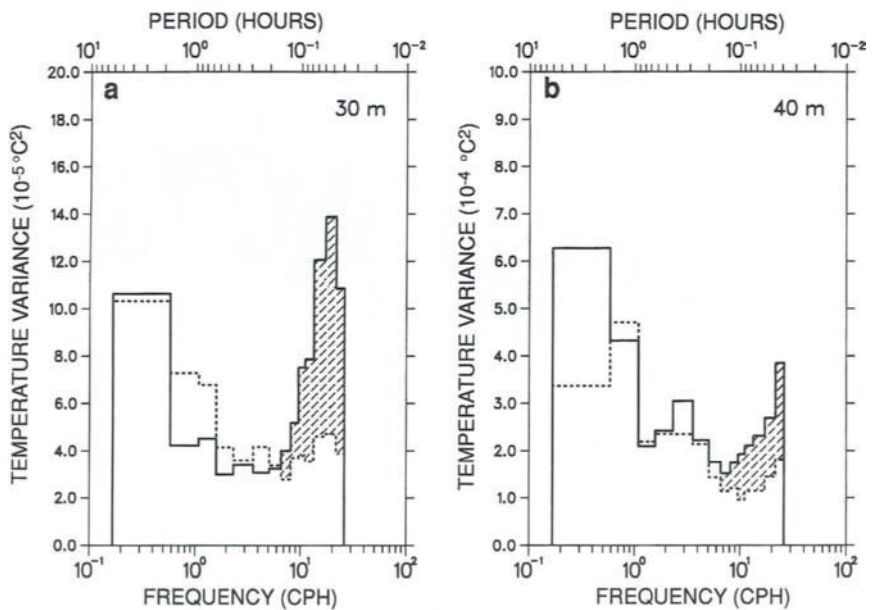 PERIOD (HOURS)
10¹ 10⁰ 10⁻¹ 10⁻²
a
30 m
20.0
18.0
16.0
14.0
12.0
10.0
8.0
6.0
4.0
2.0
0.0
TEMPERATURE VARIANCE (10⁻⁵ °C²)
10⁻¹ 10⁰ 10¹ 10²
FREQUENCY (CPH)
PERIOD (HOURS)
10¹ 10⁰ 10⁻¹ 10⁻²
b
40 m
10.0
9.0
8.0
7.0
6.0
5.0
4.0
3.0
2.0
1.0
0.0
TEMPERATURE VARIANCE (10⁻⁴ °C²)
10⁻¹ 10⁰ 10¹ 10²
FREQUENCY (CPH)